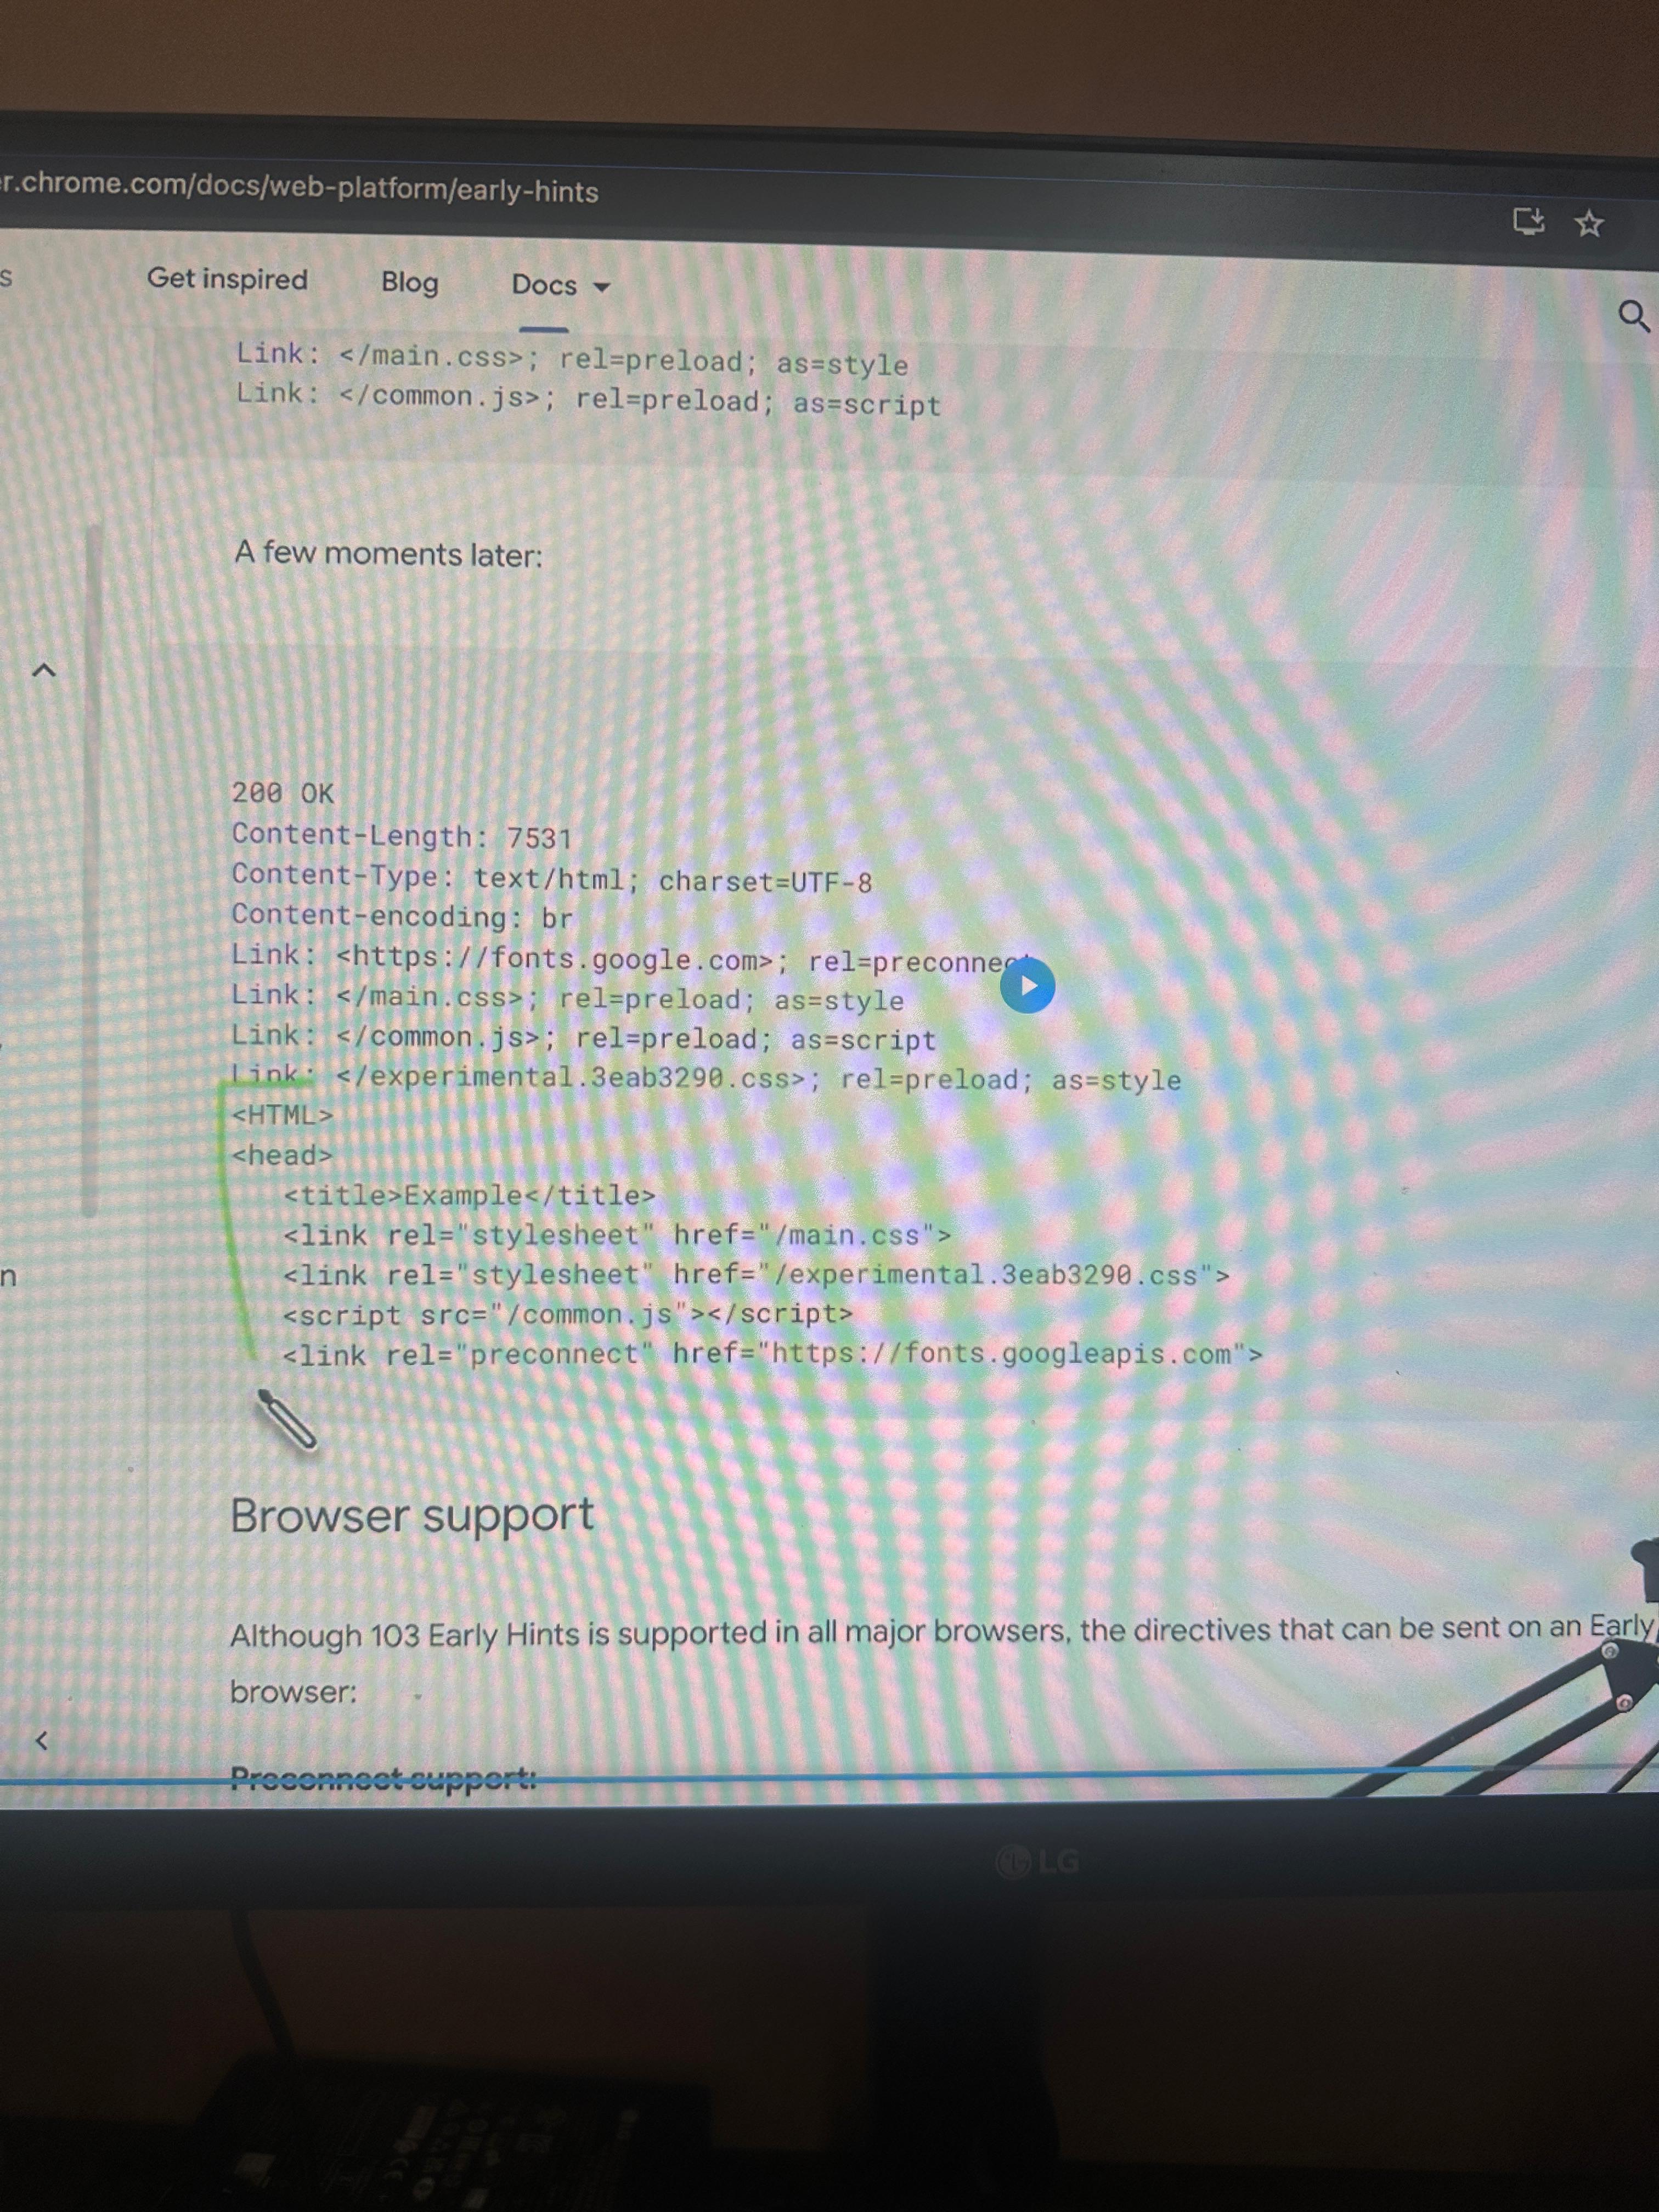 r.chrome.com/docs/web-platform/early-hints
s
Get inspired Blog Docs
Link: </main.css>; rel=preload; as=style
Link: </common.js>; rel=preload; as=script
A few moments later:
200 OK
Content-Length: 7531
Content-Type: text/html; charset=UTF-8
Content-encoding: br
Link: <https://fonts.google.com>; rel=preconnect
Link: </main.css>; rel=preload; as=style
Link: </common.js>; rel=preload; as=script
Link: </experimental.3eab3290.css>; rel=preload; as=style
<HTML>
<head>
<title>Example</title>
<link rel="stylesheet" href="/main.css">
n
<link rel="stylesheet" href="/experimental.3eab3290.css">
<script src="/common.js"></script>
<link rel="preconnect" href="https://fonts.googleapis.com">
Browser support
Although 103 Early Hints is supported in all major browsers, the directives that can be sent on an Early
browser:
Preconnect support:
LG